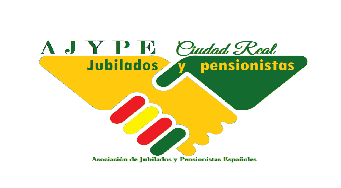 AJYPE Ciudad Real
Jubilados y pensionistas
Asociación de Jubilados y Pensionistas Españoles